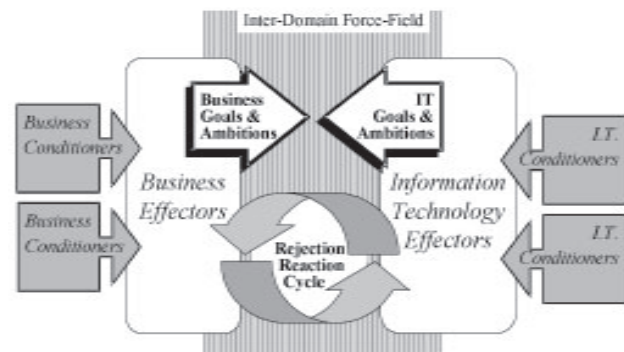 Inter-Domain Force-Field
Business
Goals &
Ambitions
IT
Goals &
Ambitions
Business
Conditioners
Business
Conditioners
Business
Effectors
Information
Technology
Effectors
I.T.
Conditioners
I.T.
Conditioners
Rejection
Reaction
Cycle